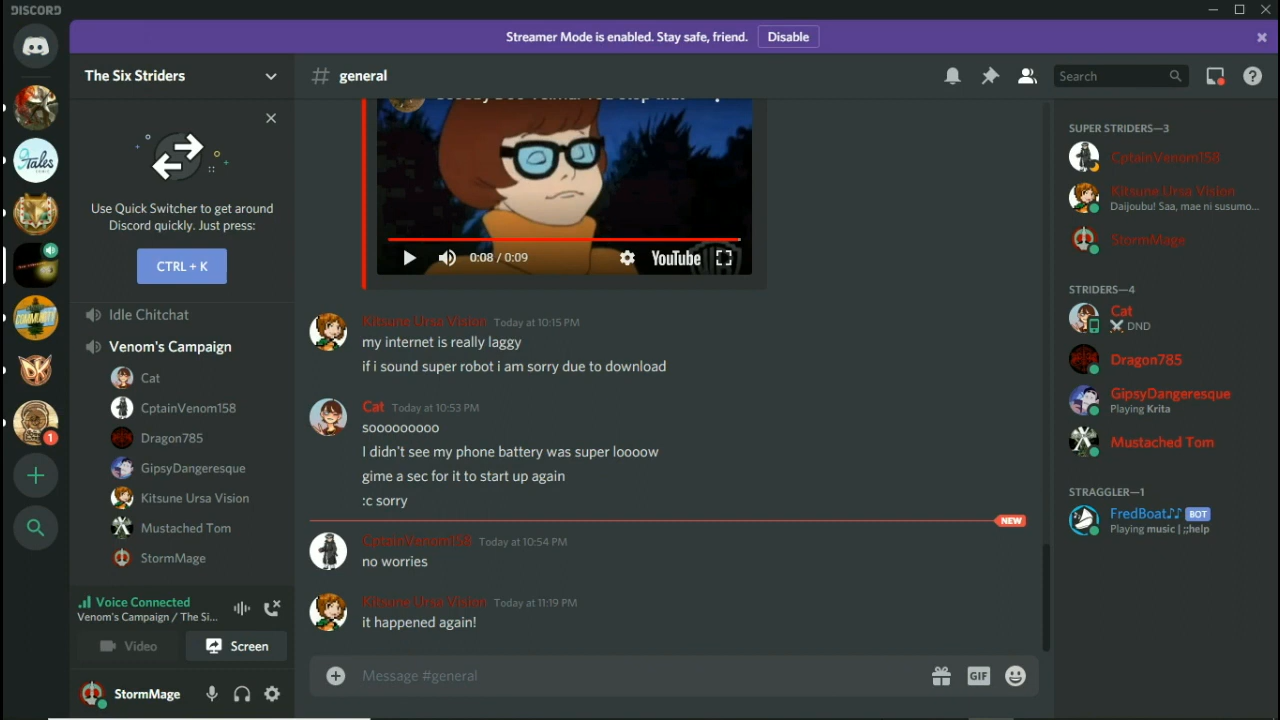 DISCORD
Streamer Mode is enabled. Stay safe, friend.
Disable
The Six Striders
# general
Search
Use Quick Switcher to get around
Discord quickly. Just press:
CTRL + K
Idle Chitchat
Venom's Campaign
Cat
CptainVenom158
Dragon785
GipsyDangeresque
Kitsune Ursa Vision
Mustached Tom
StormMage
Voice Connected
Venom's Campaign / The Si...
Video
Screen
StormMage
9Tales
COMMUNITY
DK
1
0:08 / 0:09
YouTube
Kitsune Ursa Vision Today at 10:15 PM
my internet is really laggy
if i sound super robot i am sorry due to download
Cat Today at 10:53 PM
sooooooooo
I didn't see my phone battery was super loooow
gime a sec for it to start up again
:c sorry
NEW
CptainVenom158 Today at 10:54 PM
no worries
Kitsune Ursa Vision Today at 11:19 PM
it happened again!
Message #general
GIF
SUPER STRIDERS—3
CptainVenom158
Kitsune Ursa Vision
Daijoubu! Saa, mae ni susumo...
StormMage
STRIDERS—4
Cat
DND
Dragon785
GipsyDangeresque
Playing Krita
Mustached Tom
STRAGGLER—1
FredBoat♪♪ BOT
Playing music | ;;help